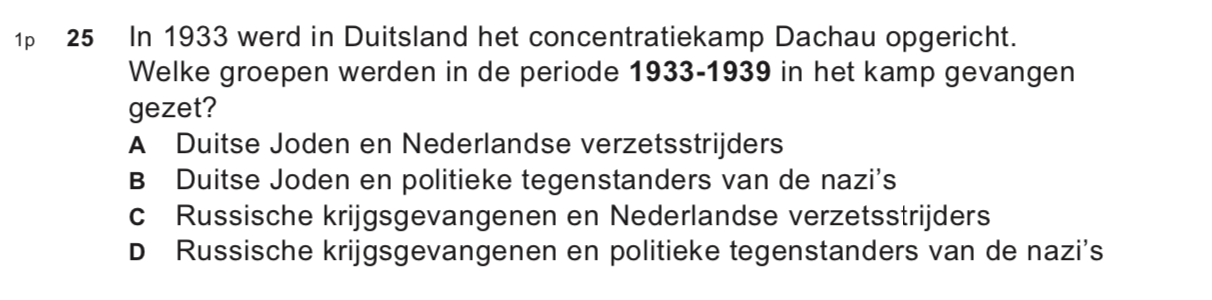 1p 25 In 1933 werd in Duitsland het concentratiekamp Dachau opgericht.
Welke groepen werden in de periode 1933-1939 in het kamp gevangen
gezet?
A Duitse Joden en Nederlandse verzetsstrijders
B Duitse Joden en politieke tegenstanders van de nazi's
C Russische krijgsgevangenen en Nederlandse verzetsstrijders
D Russische krijgsgevangenen en politieke tegenstanders van de nazi's